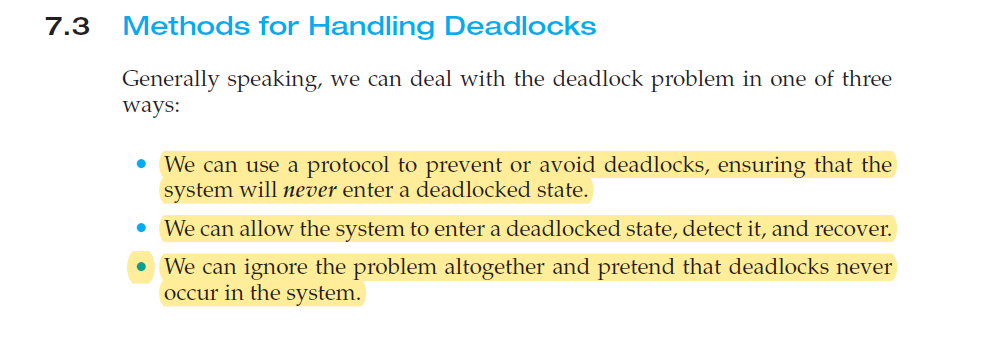 7.3 Methods for Handling Deadlocks
Generally speaking, we can deal with the deadlock problem in one of three
ways:
• We can use a protocol to prevent or avoid deadlocks, ensuring that the
system will never enter a deadlocked state.
• We can allow the system to enter a deadlocked state, detect it, and recover.
• We can ignore the problem altogether and pretend that deadlocks never
occur in the system.